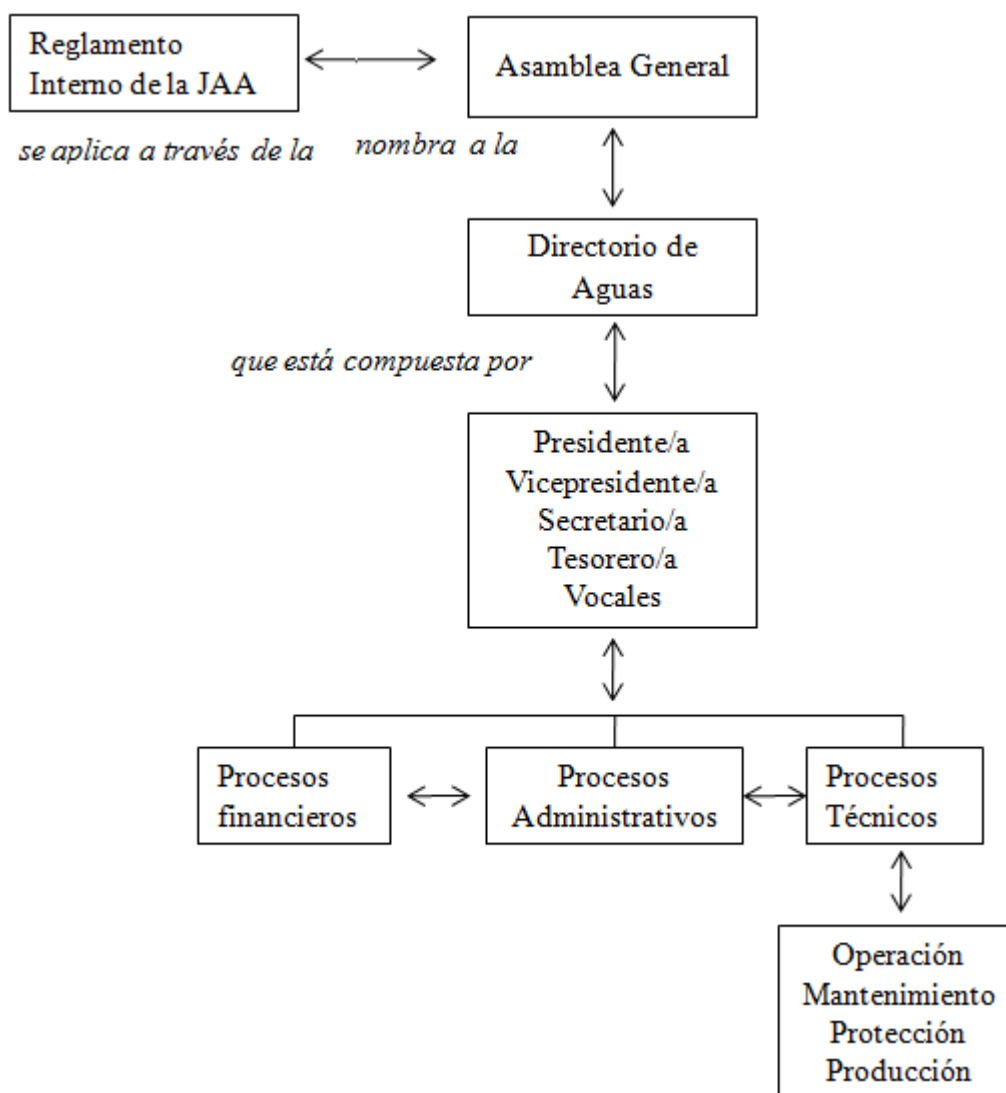 Reglamento
Interno de la JAA
Asamblea General
se aplica a través de la
nombra a la
Directorio de
Aguas
que está compuesta por
Presidente/a
Vicepresidente/a
Secretario/a
Tesorero/a
Vocales
Procesos
financieros
Procesos
Administrativos
Procesos
Técnicos
Operación
Mantenimiento
Protección
Producción